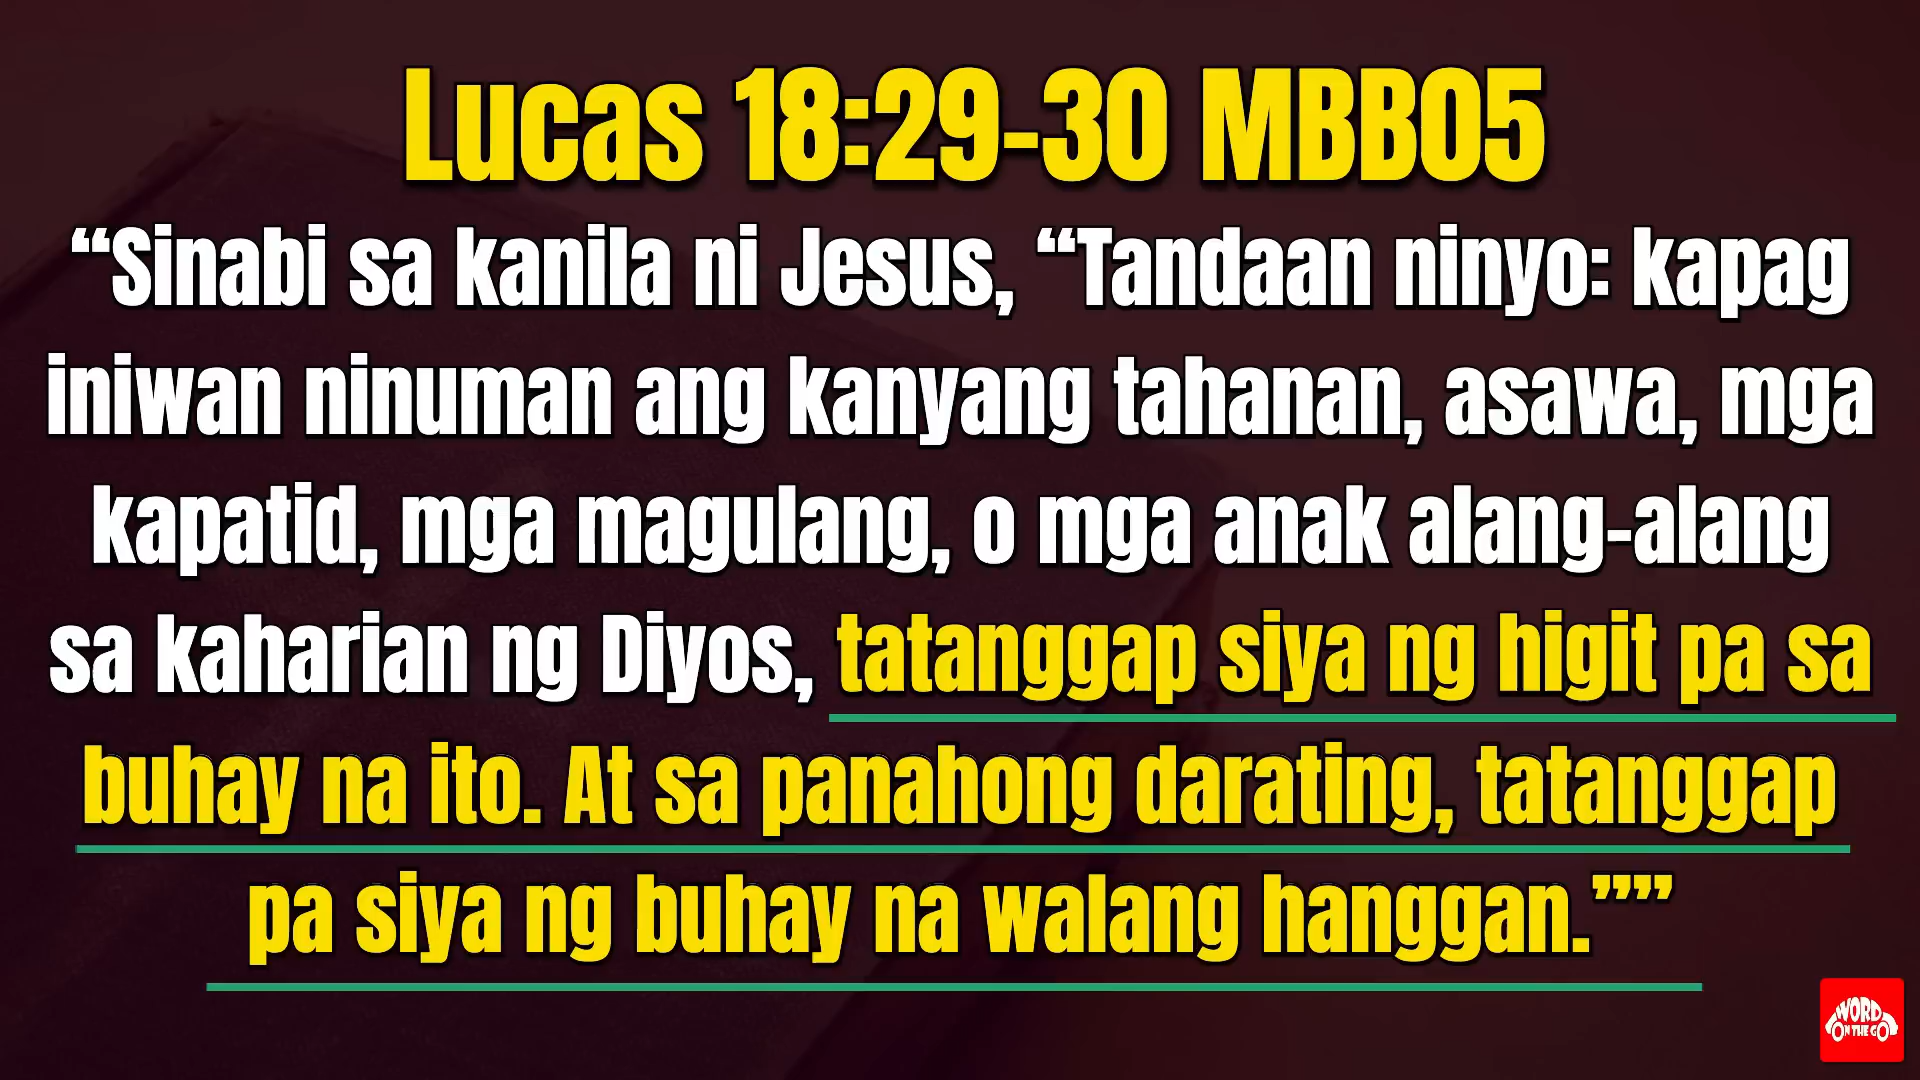 Lucas 18:29-30 MBB05
“Sinabi sa kanila ni Jesus, “Tandaan ninyo: kapag
iniwan ninuman ang kanyang tahanan, asawa, mga
kapatid, mga magulang, o mga anak alang-alang
sa kaharian ng Diyos, tatanggap siya ng higit pa sa
buhay na ito. At sa panahong darating, tatanggap
pa siya ng buhay na walang hanggan.””
WORD
ON THE GO